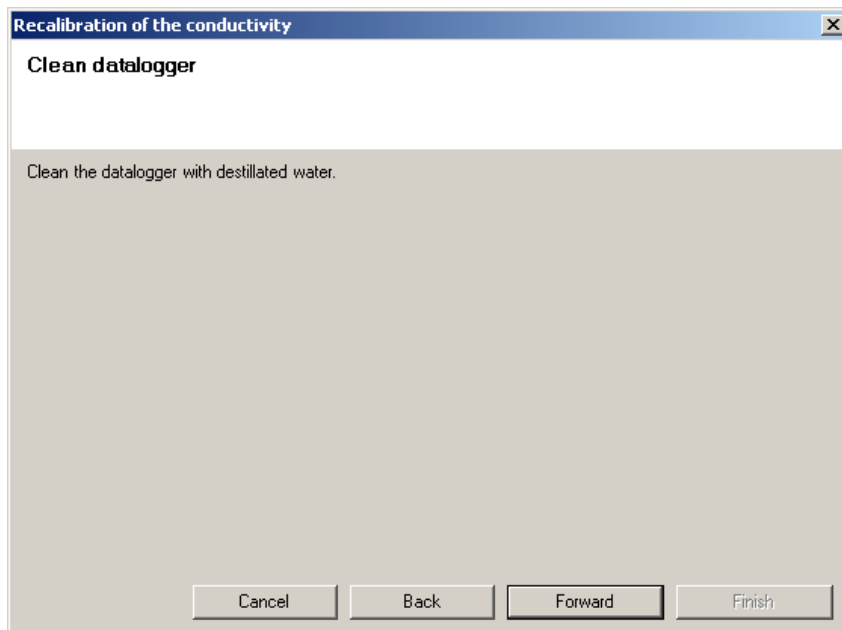 Recalibration of the conductivity
Clean datalogger
Clean the datalogger with destillated water.
Cancel Back Forward Finish